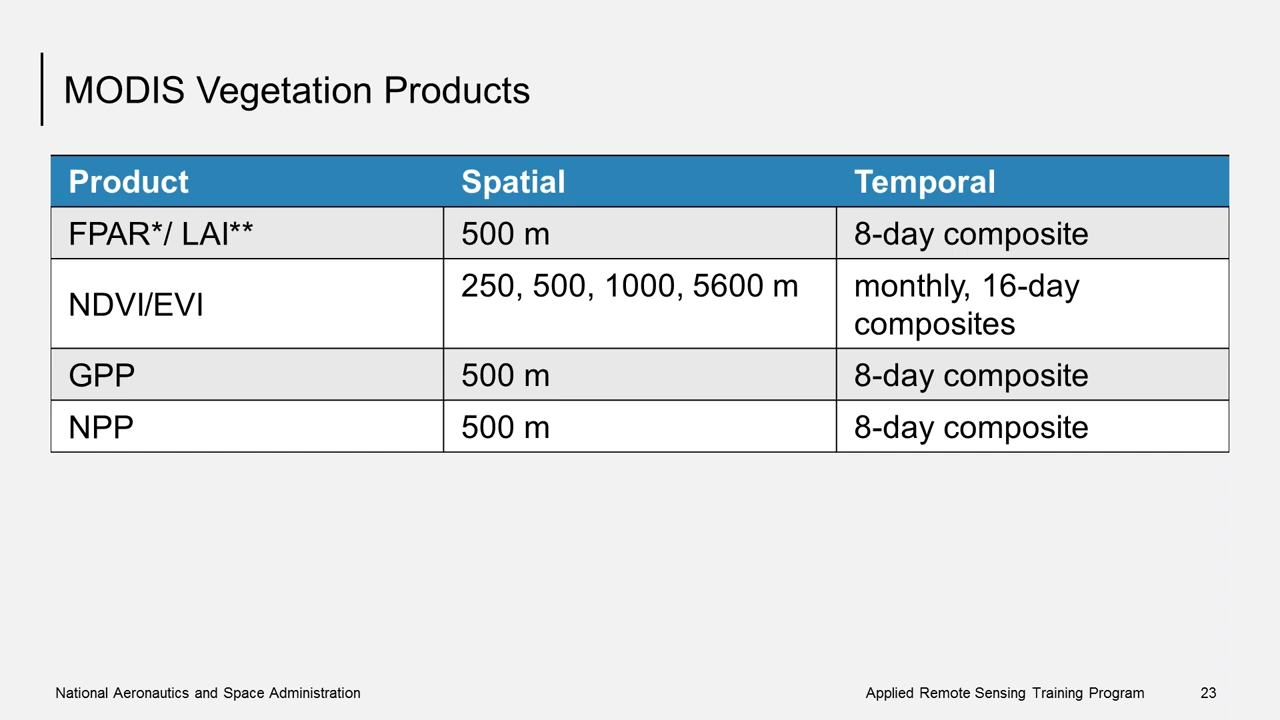 MODIS Vegetation Products
Product Spatial Temporal
FPAR*/ LAI** 500 m 8-day composite
NDVI/EVI 250, 500, 1000, 5600 m monthly, 16-day
composites
GPP 500 m 8-day composite
NPP 500 m 8-day composite
National Aeronautics and Space Administration Applied Remote Sensing Training Program 23